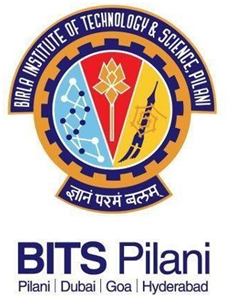 BIRLA INSTITUTE OF TECHNOLOGY & SCIENCE, PILANI
ज्ञानं परमं बलम्
BITS Pilani
Pilani | Dubai | Goa | Hyderabad